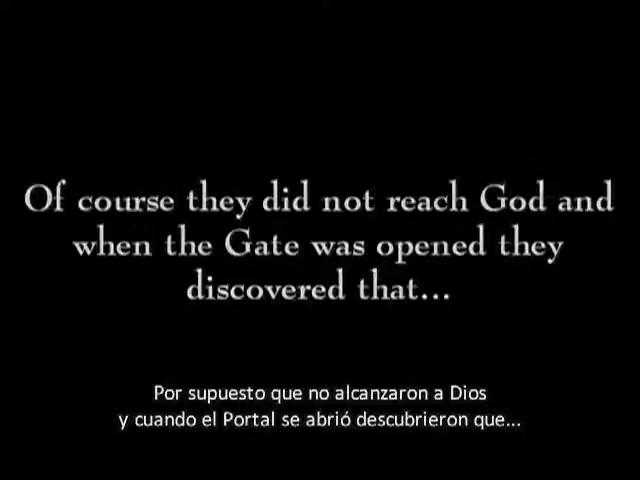 Of course they did not reach God and
when the Gate was opened they
discovered that...
Por supuesto que no alcanzaron a Dios
y cuando el Portal se abrió descubrieron que...